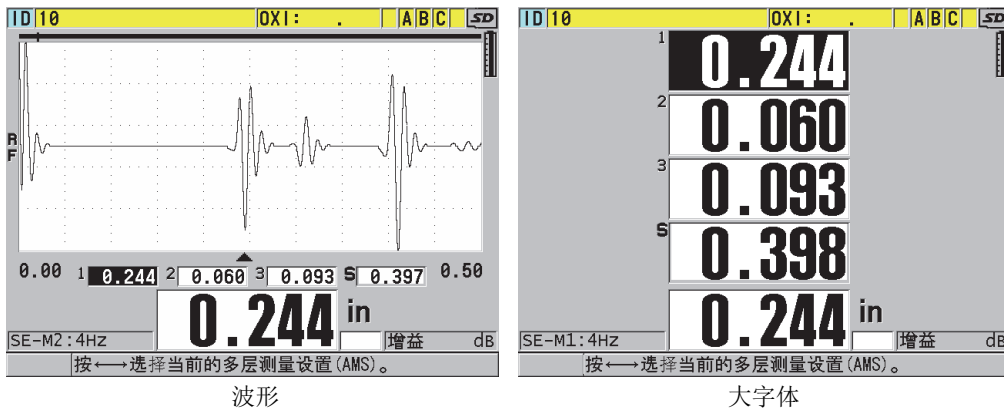 ID 10 OXI: . A B C SD
RF
0.00 1 0.244 2 0.060 3 0.093 S 0.397 0.50
0.244 in
SE-M2:4Hz 增益 dB
按←→选择当前的多层测量设置(AMS)。
波形
ID 10 OXI: . A B C SD
1 0.244
2 0.060
3 0.093
S 0.398
0.244 in
SE-M1:4Hz 增益 dB
按←→选择当前的多层测量设置(AMS)。
大字体